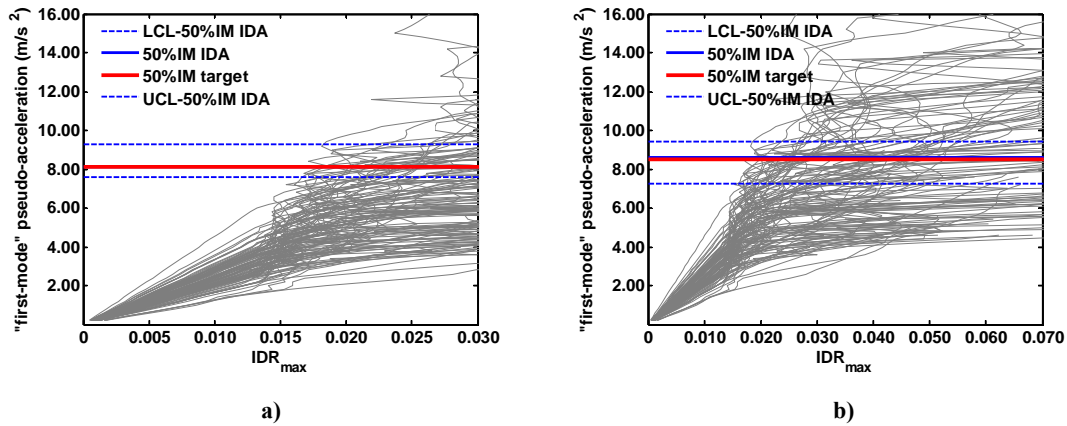 "first-mode" pseudo-acceleration (m/s²)
16.00
14.00
12.00
10.00
8.00
6.00
4.00
2.00
LCL-50%IM IDA
50%IM IDA
50%IM target
UCL-50%IM IDA
0 0.005 0.010 0.015 0.020 0.025 0.030
IDRmax
a)
"first-mode" pseudo-acceleration (m/s²)
16.00
14.00
12.00
10.00
8.00
6.00
4.00
2.00
LCL-50%IM IDA
50%IM IDA
50%IM target
UCL-50%IM IDA
0 0.010 0.020 0.030 0.040 0.050 0.060 0.070
IDRmax
b)